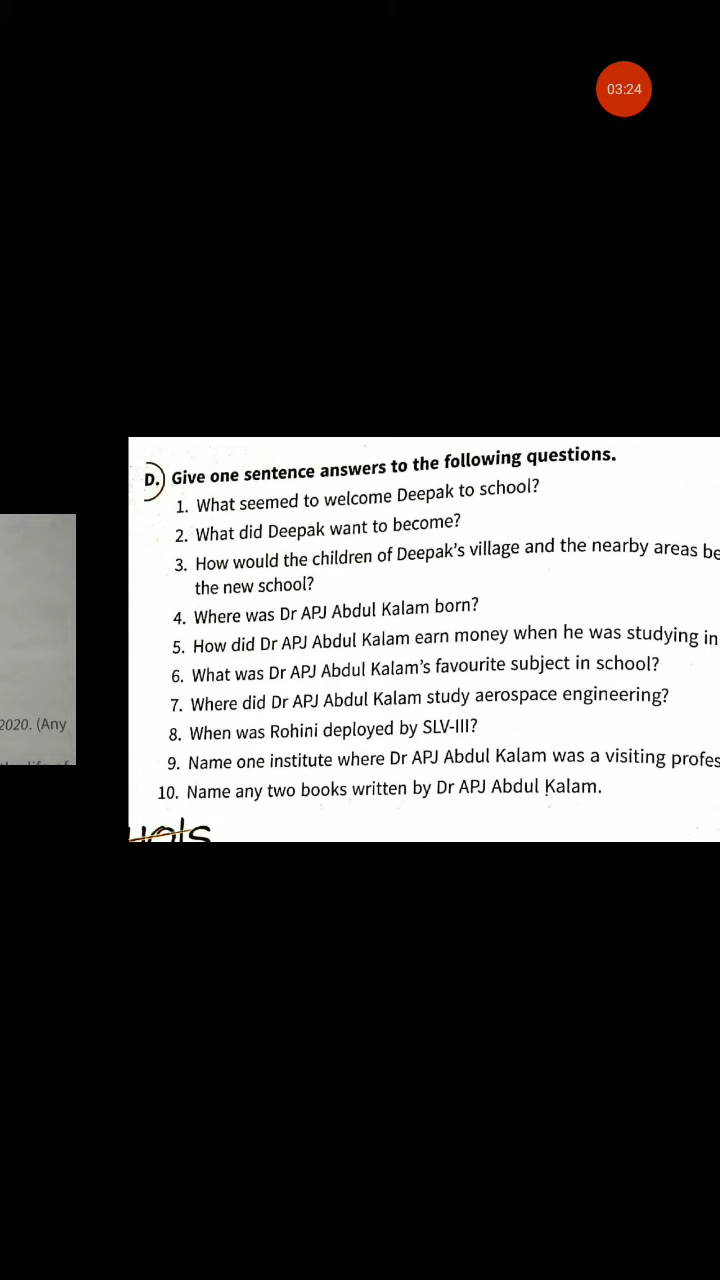 03:24
D. Give one sentence answers to the following questions.
1. What seemed to welcome Deepak to school?
2. What did Deepak want to become?
3. How would the children of Deepak's village and the nearby areas be
the new school?
4. Where was Dr APJ Abdul Kalam born?
5. How did Dr APJ Abdul Kalam earn money when he was studying in
6. What was Dr APJ Abdul Kalam's favourite subject in school?
7. Where did Dr APJ Abdul Kalam study aerospace engineering?
2020. (Any
8. When was Rohini deployed by SLV-III?
9. Name one institute where Dr APJ Abdul Kalam was a visiting profes
10. Name any two books written by Dr APJ Abdul Kalam.